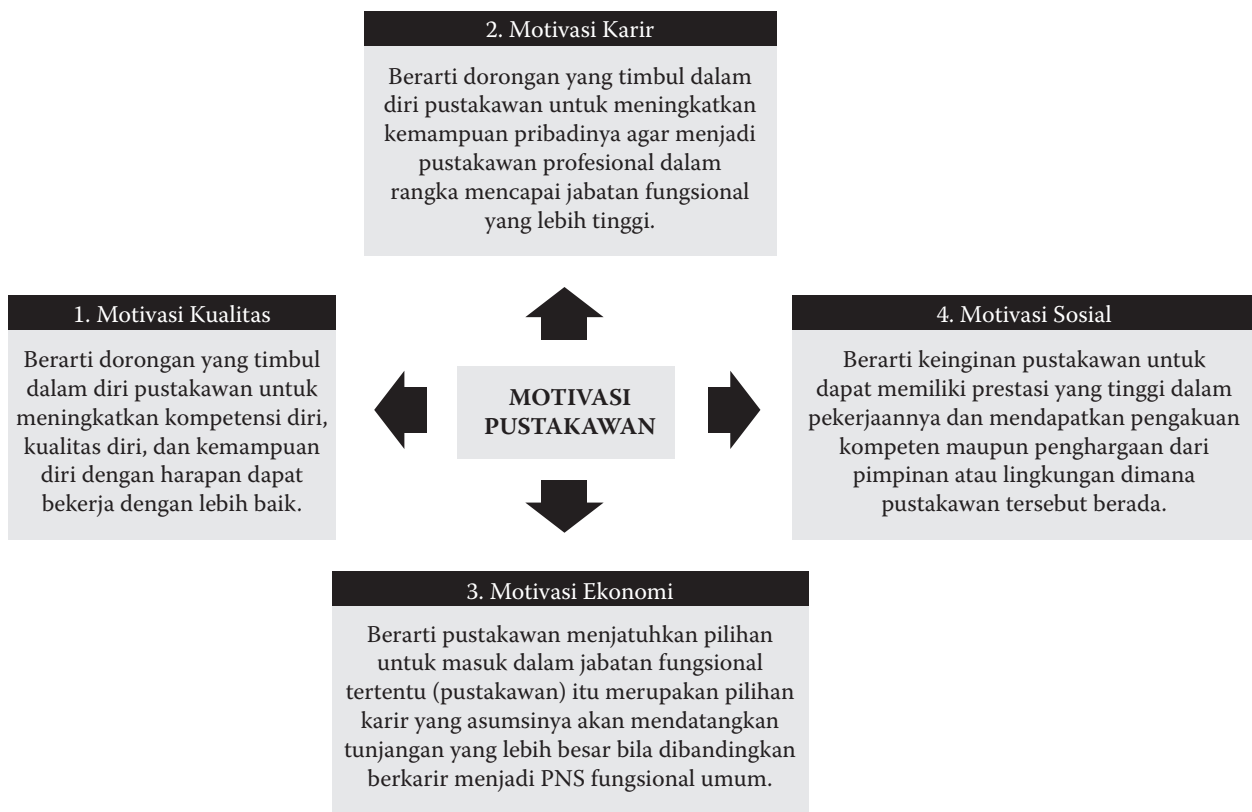 2. Motivasi Karir
Berarti dorongan yang timbul dalam
diri pustakawan untuk meningkatkan
kemampuan pribadinya agar menjadi
pustakawan profesional dalam
rangka mencapai jabatan fungsional
yang lebih tinggi.
1. Motivasi Kualitas
Berarti dorongan yang timbul
dalam diri pustakawan untuk
meningkatkan kompetensi diri,
kualitas diri, dan kemampuan
diri dengan harapan dapat
bekerja dengan lebih baik.
MOTIVASI
PUSTAKAWAN
4. Motivasi Sosial
Berarti keinginan pustakawan untuk
dapat memiliki prestasi yang tinggi dalam
pekerjaannya dan mendapatkan pengakuan
kompeten maupun penghargaan dari
pimpinan atau lingkungan dimana
pustakawan tersebut berada.
3. Motivasi Ekonomi
Berarti pustakawan menjatuhkan pilihan
untuk masuk dalam jabatan fungsional
tertentu (pustakawan) itu merupakan pilihan
karir yang asumsinya akan mendatangkan
tunjangan yang lebih besar bila dibandingkan
berkarir menjadi PNS fungsional umum.